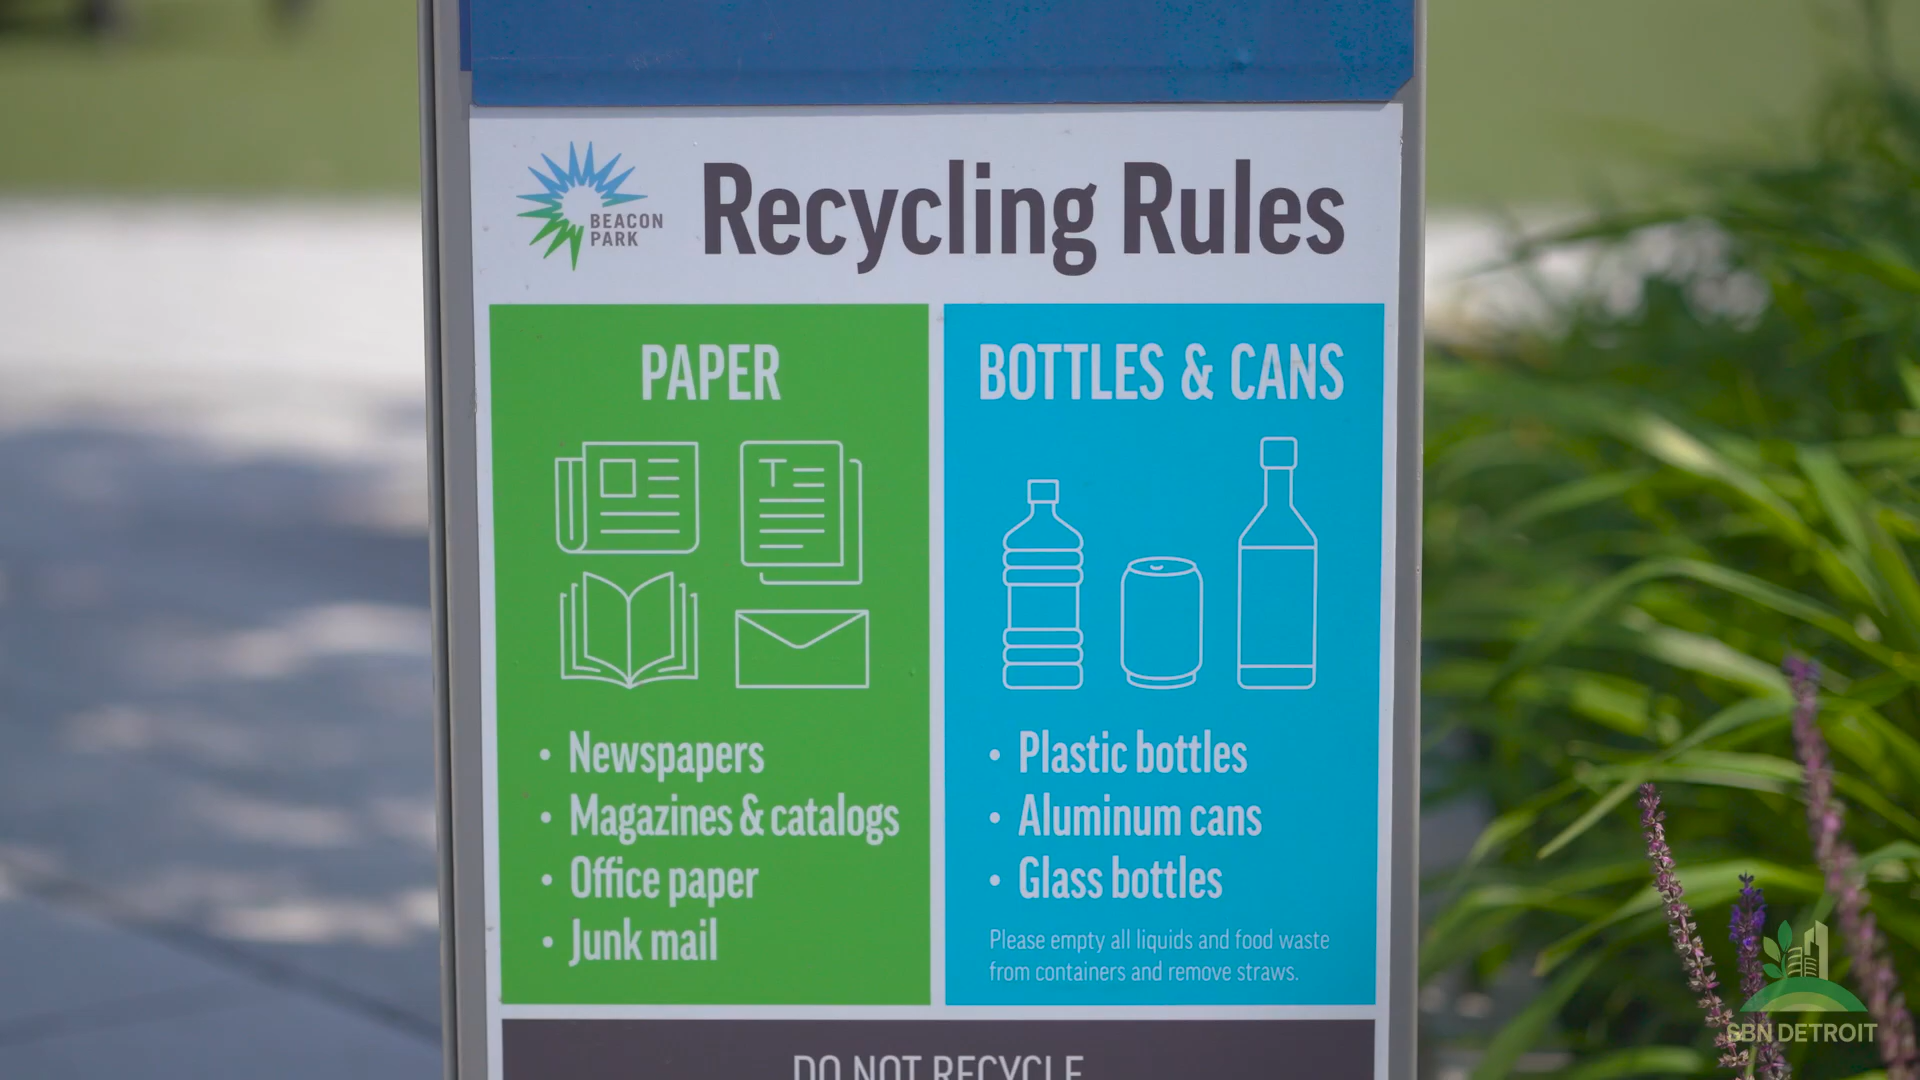 BEACON
PARK
Recycling Rules
PAPER
T
• Newspapers
• Magazines & catalogs
• Office paper
• Junk mail
BOTTLES & CANS
• Plastic bottles
• Aluminum cans
• Glass bottles
Please empty all liquids and food waste
from containers and remove straws.
DO NOT RECYCLE
SBN DETROIT